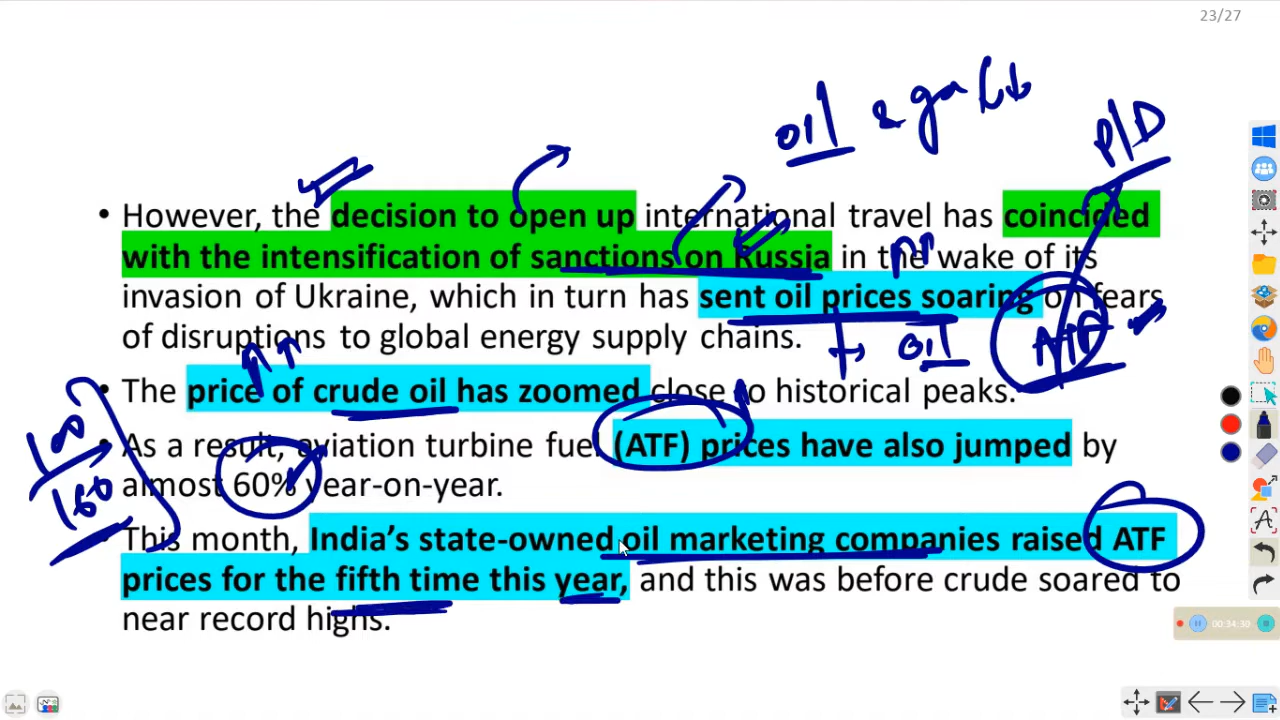 23/27
oil & gas
P/D
• However, the decision to open up international travel has coincided
with the intensification of sanctions on Russia in the wake of its
invasion of Ukraine, which in turn has sent oil prices soaring on fears
of disruptions to global energy supply chains.
oil
ATF
• The price of crude oil has zoomed close to historical peaks.
• As a result, aviation turbine fuel (ATF) prices have also jumped by
almost 60% year-on-year.
100
160
This month, India’s state-owned oil marketing companies raised ATF
prices for the fifth time this year, and this was before crude soared to
near record highs.
00:34:30